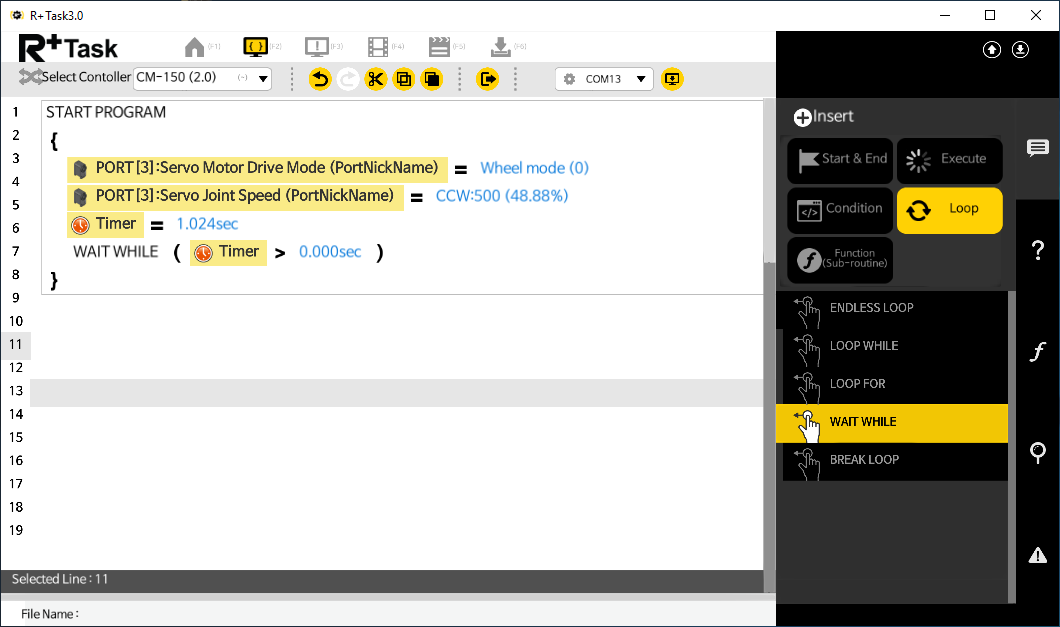 R+ Task3.0
R+Task
(F1)
(F2)
(F3)
(F4)
(F5)
(F6)
Select Contoller
CM-150 (2.0)
(-)
COM13
1
START PROGRAM
2
{
3
PORT [3]:Servo Motor Drive Mode (PortNickName) = Wheel mode (0)
4
PORT [3]:Servo Joint Speed (PortNickName) = CCW:500 (48.88%)
5
6
Timer = 1.024sec
7
WAIT WHILE ( Timer > 0.000sec )
8
}
9
10
11
12
13
14
15
16
17
18
19
Selected Line : 11
File Name :
Insert
Start & End
Execute
Condition
Loop
Function
(Sub-routine)
ENDLESS LOOP
LOOP WHILE
LOOP FOR
WAIT WHILE
BREAK LOOP